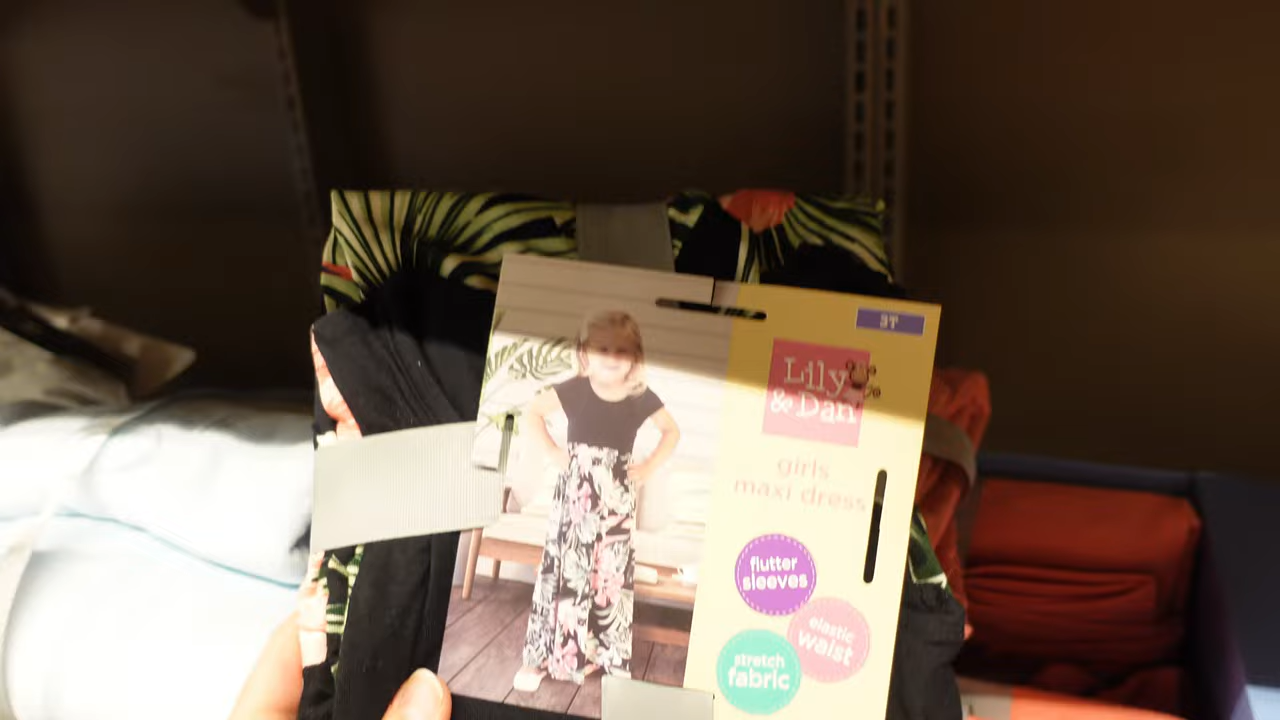 3T
Lily
& Dan
girls
maxi dress
flutter
sleeves
elastic
waist
stretch
fabric